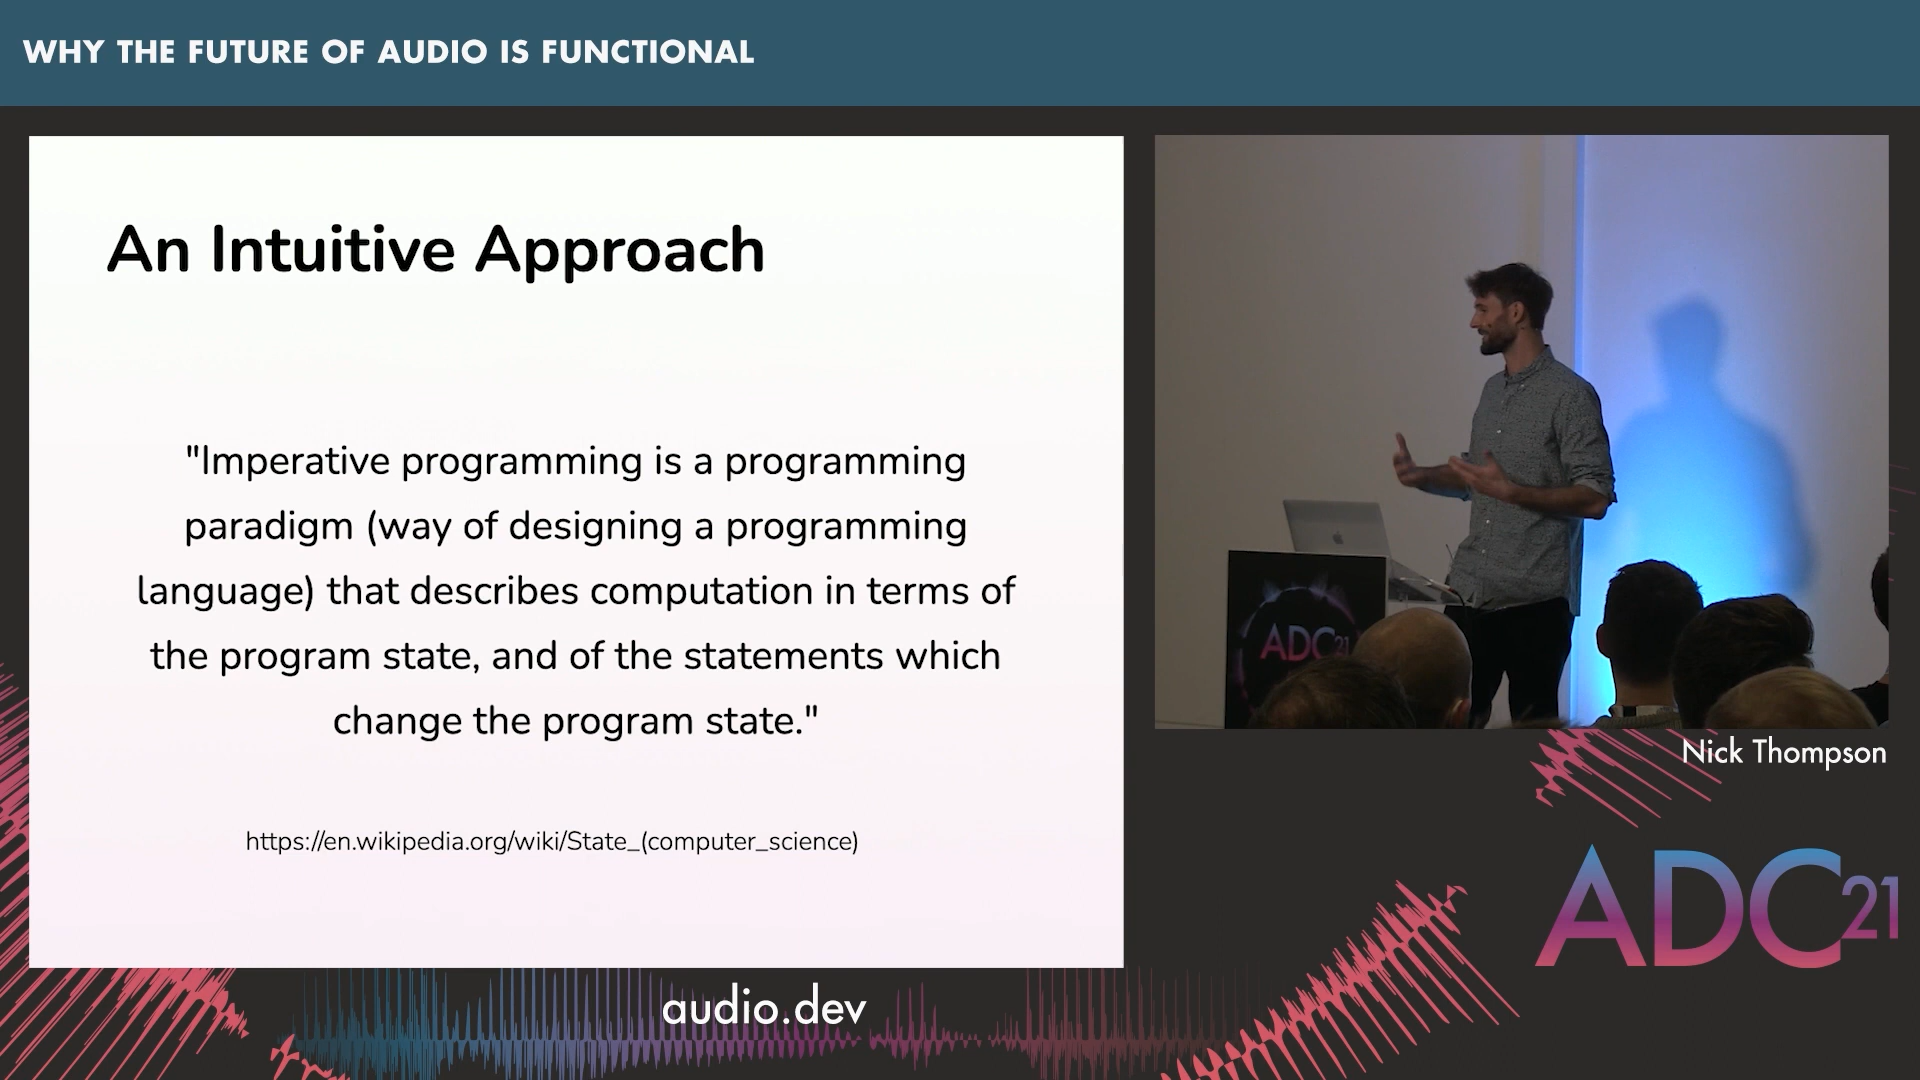 WHY THE FUTURE OF AUDIO IS FUNCTIONAL
An Intuitive Approach
"Imperative programming is a programming
paradigm (way of designing a programming
language) that describes computation in terms of
the program state, and of the statements which
change the program state."
https://en.wikipedia.org/wiki/State_(computer_science)
ADC21
Nick Thompson
ADC21
audio.dev